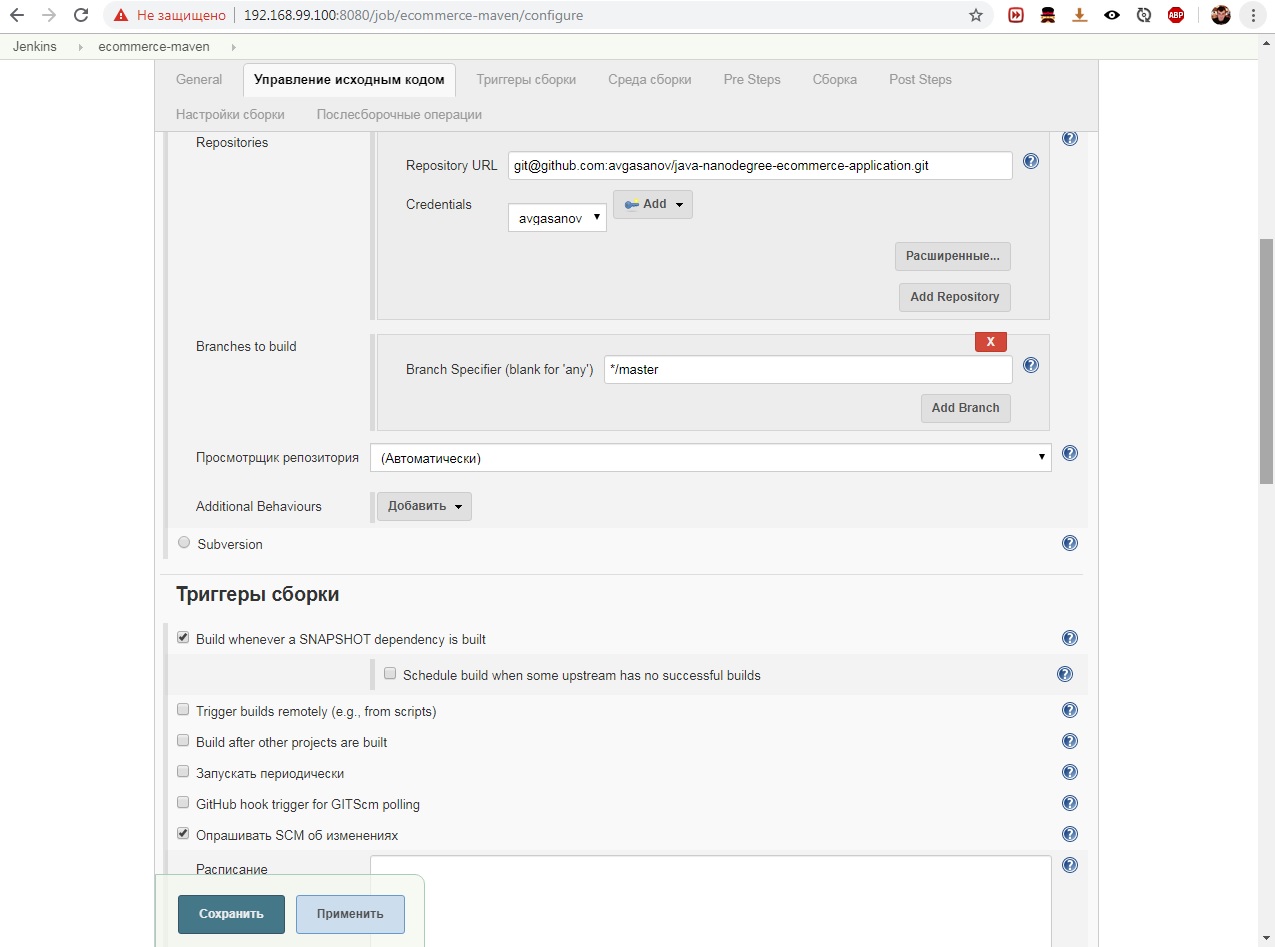 Не защищено 192.168.99.100:8080/job/ecommerce-maven/configure
ABP
Jenkins ecommerce-maven
General Управление исходным кодом Триггеры сборки Среда сборки Pre Steps Сборка Post Steps
Настройки сборки Послесборочные операции
Repositories
Repository URL git@github.com:avgasanov/java-nanodegree-ecommerce-application.git
Credentials avgasanov Add
Расширенные...
Add Repository
Branches to build
X
Branch Specifier (blank for 'any') */master
Add Branch
Просмотрщик репозитория (Автоматически)
Additional Behaviours Добавить
Subversion
Триггеры сборки
Build whenever a SNAPSHOT dependency is built
Schedule build when some upstream has no successful builds
Trigger builds remotely (e.g., from scripts)
Build after other projects are built
Запускать периодически
GitHub hook trigger for GITScm polling
Опрашивать SCM об изменениях
Расписание
Сохранить Применить